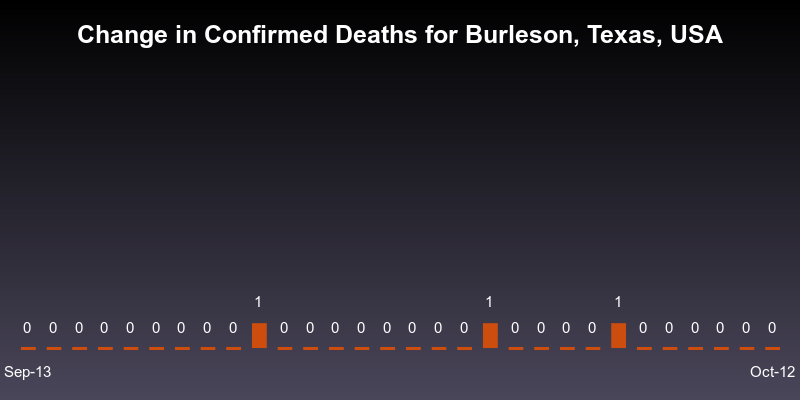 Change in Confirmed Deaths for Burleson, Texas, USA
1 1 1
0 0 0 0 0 0 0 0 0 0 0 0 0 0 0 0 0 0 0 0 0 0 0 0 0 0 0
Sep-13 Oct-12